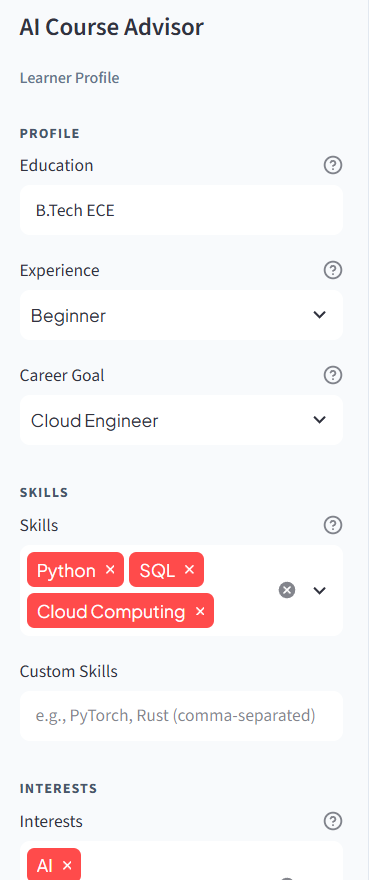 AI Course Advisor
Learner Profile
PROFILE
Education
B.Tech ECE
Experience
Beginner
Career Goal
Cloud Engineer
SKILLS
Skills
Python × SQL ×
Cloud Computing ×
Custom Skills
e.g., PyTorch, Rust (comma-separated)
INTERESTS
Interests
AI ×